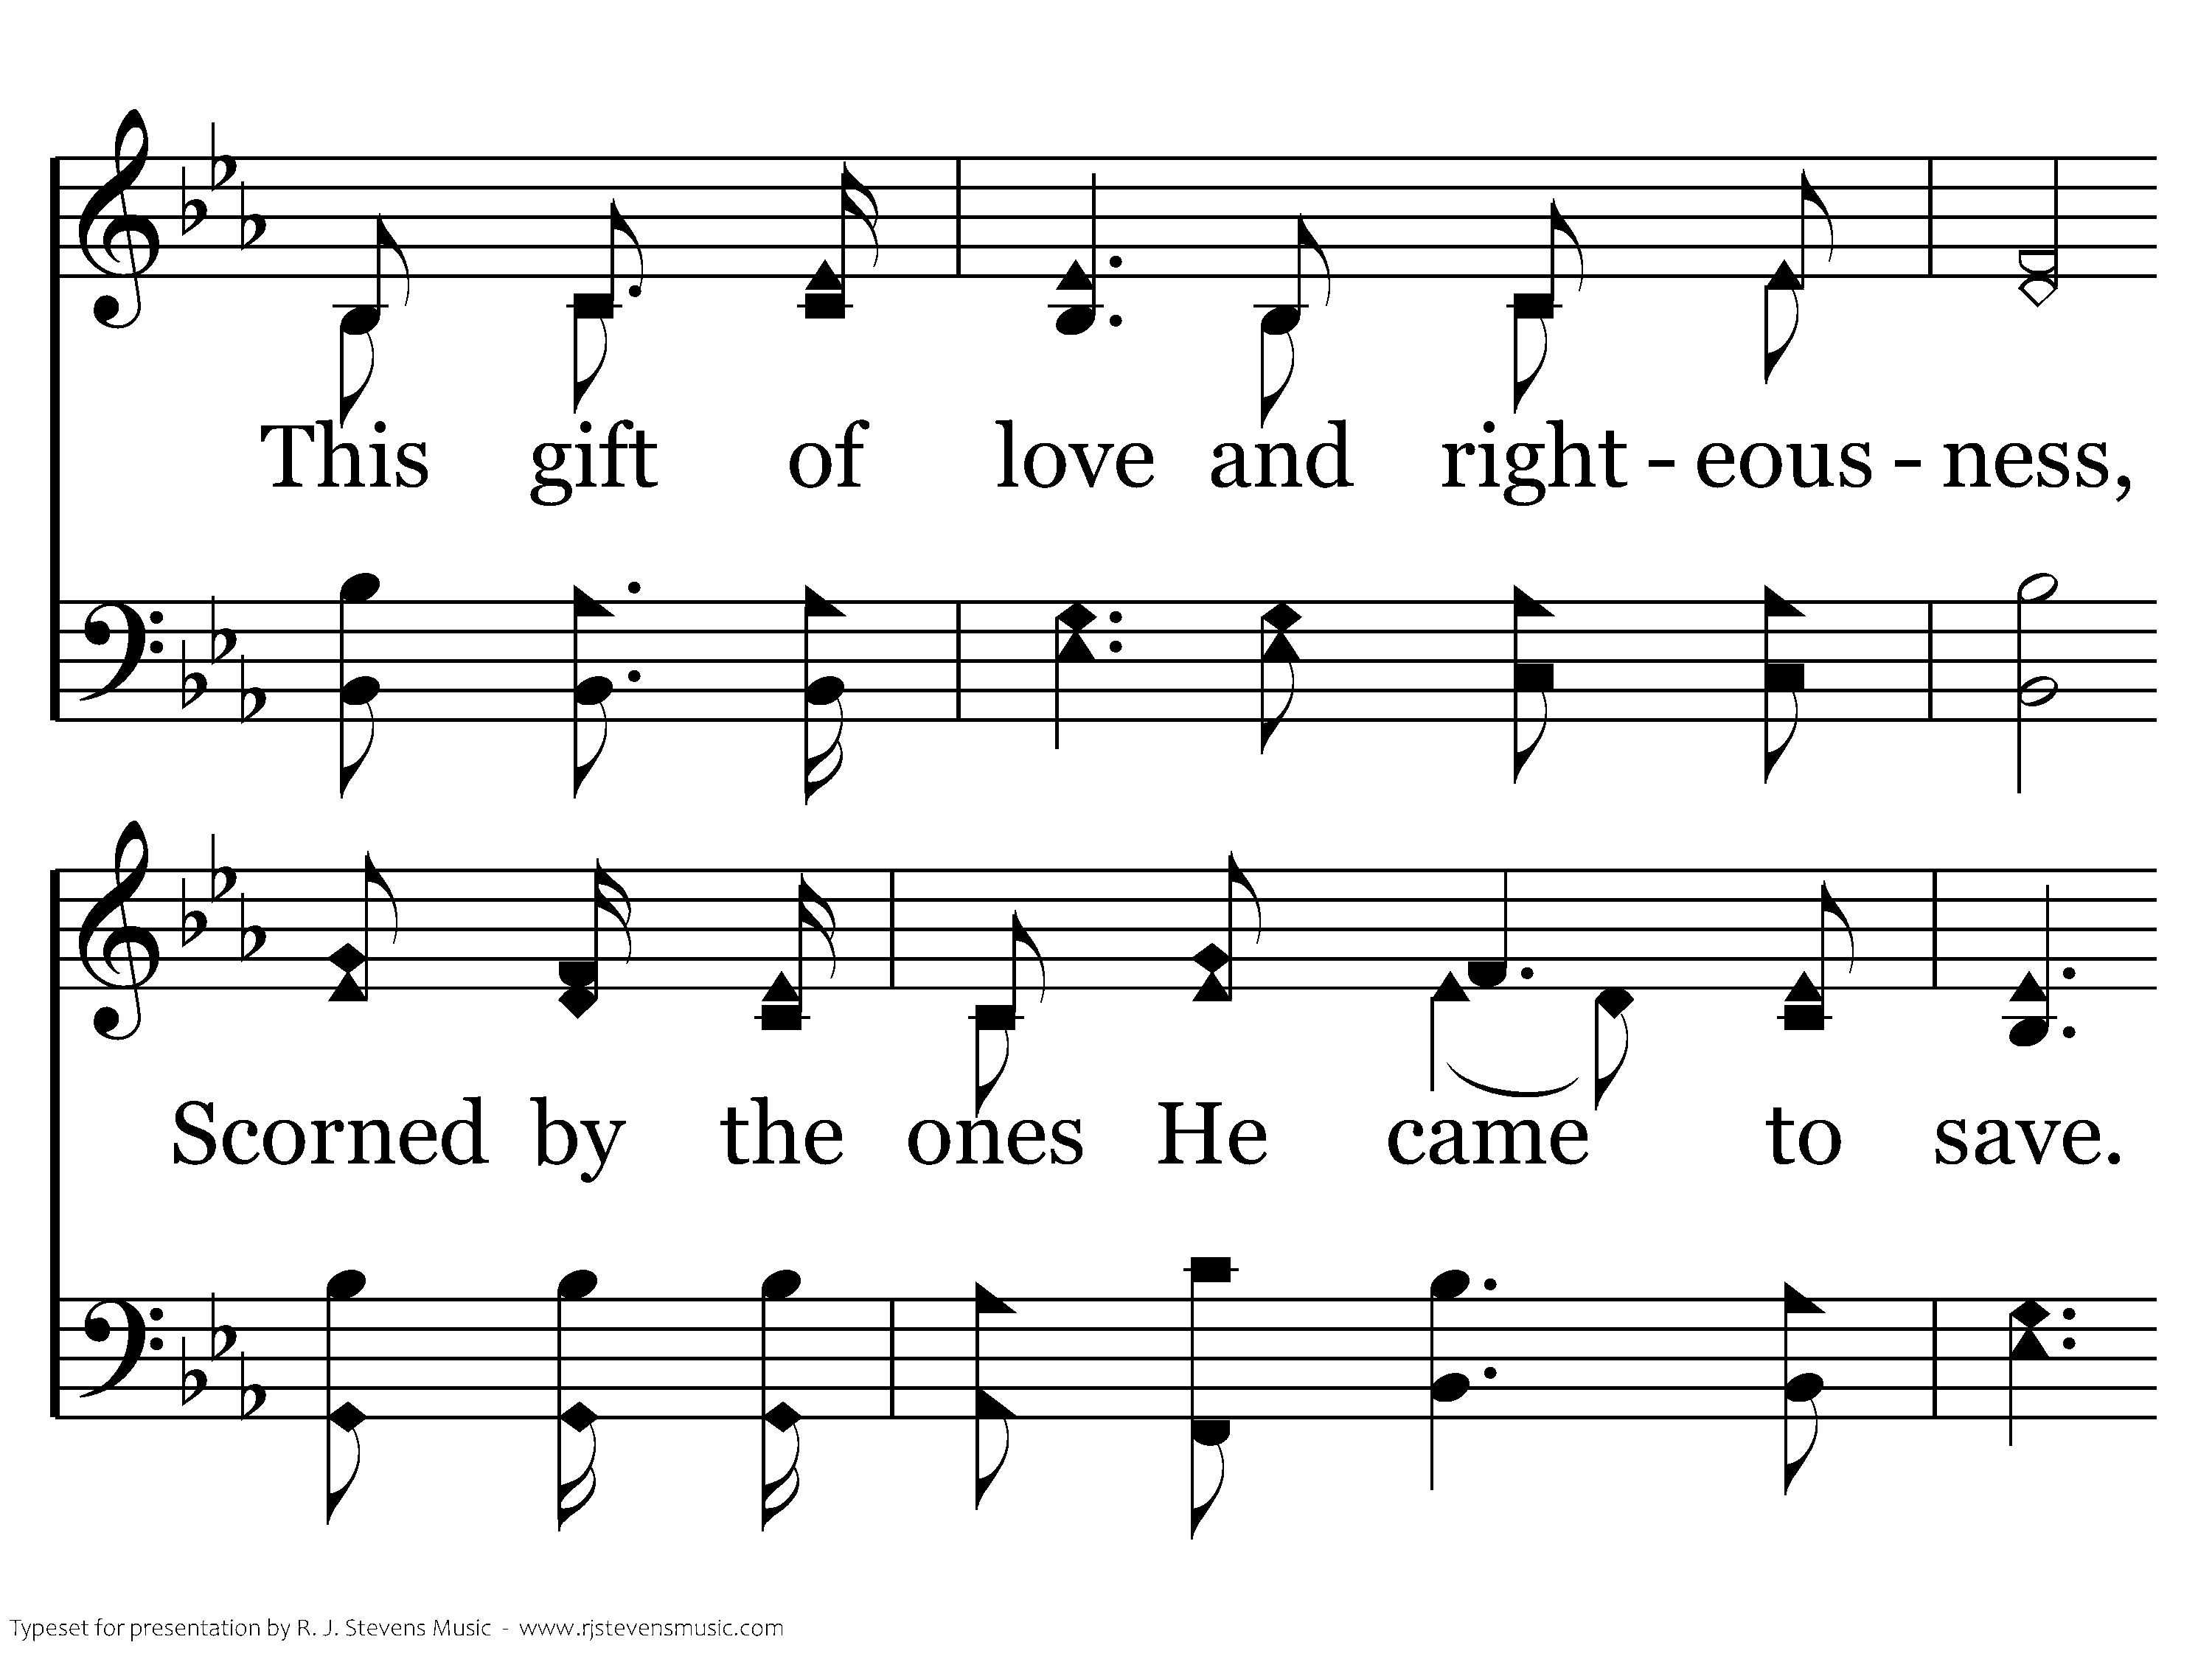 This gift of love and right - eous - ness,
Scorned by the ones He came to save.
Typeset for presentation by R. J. Stevens Music - www.rjstevensmusic.com